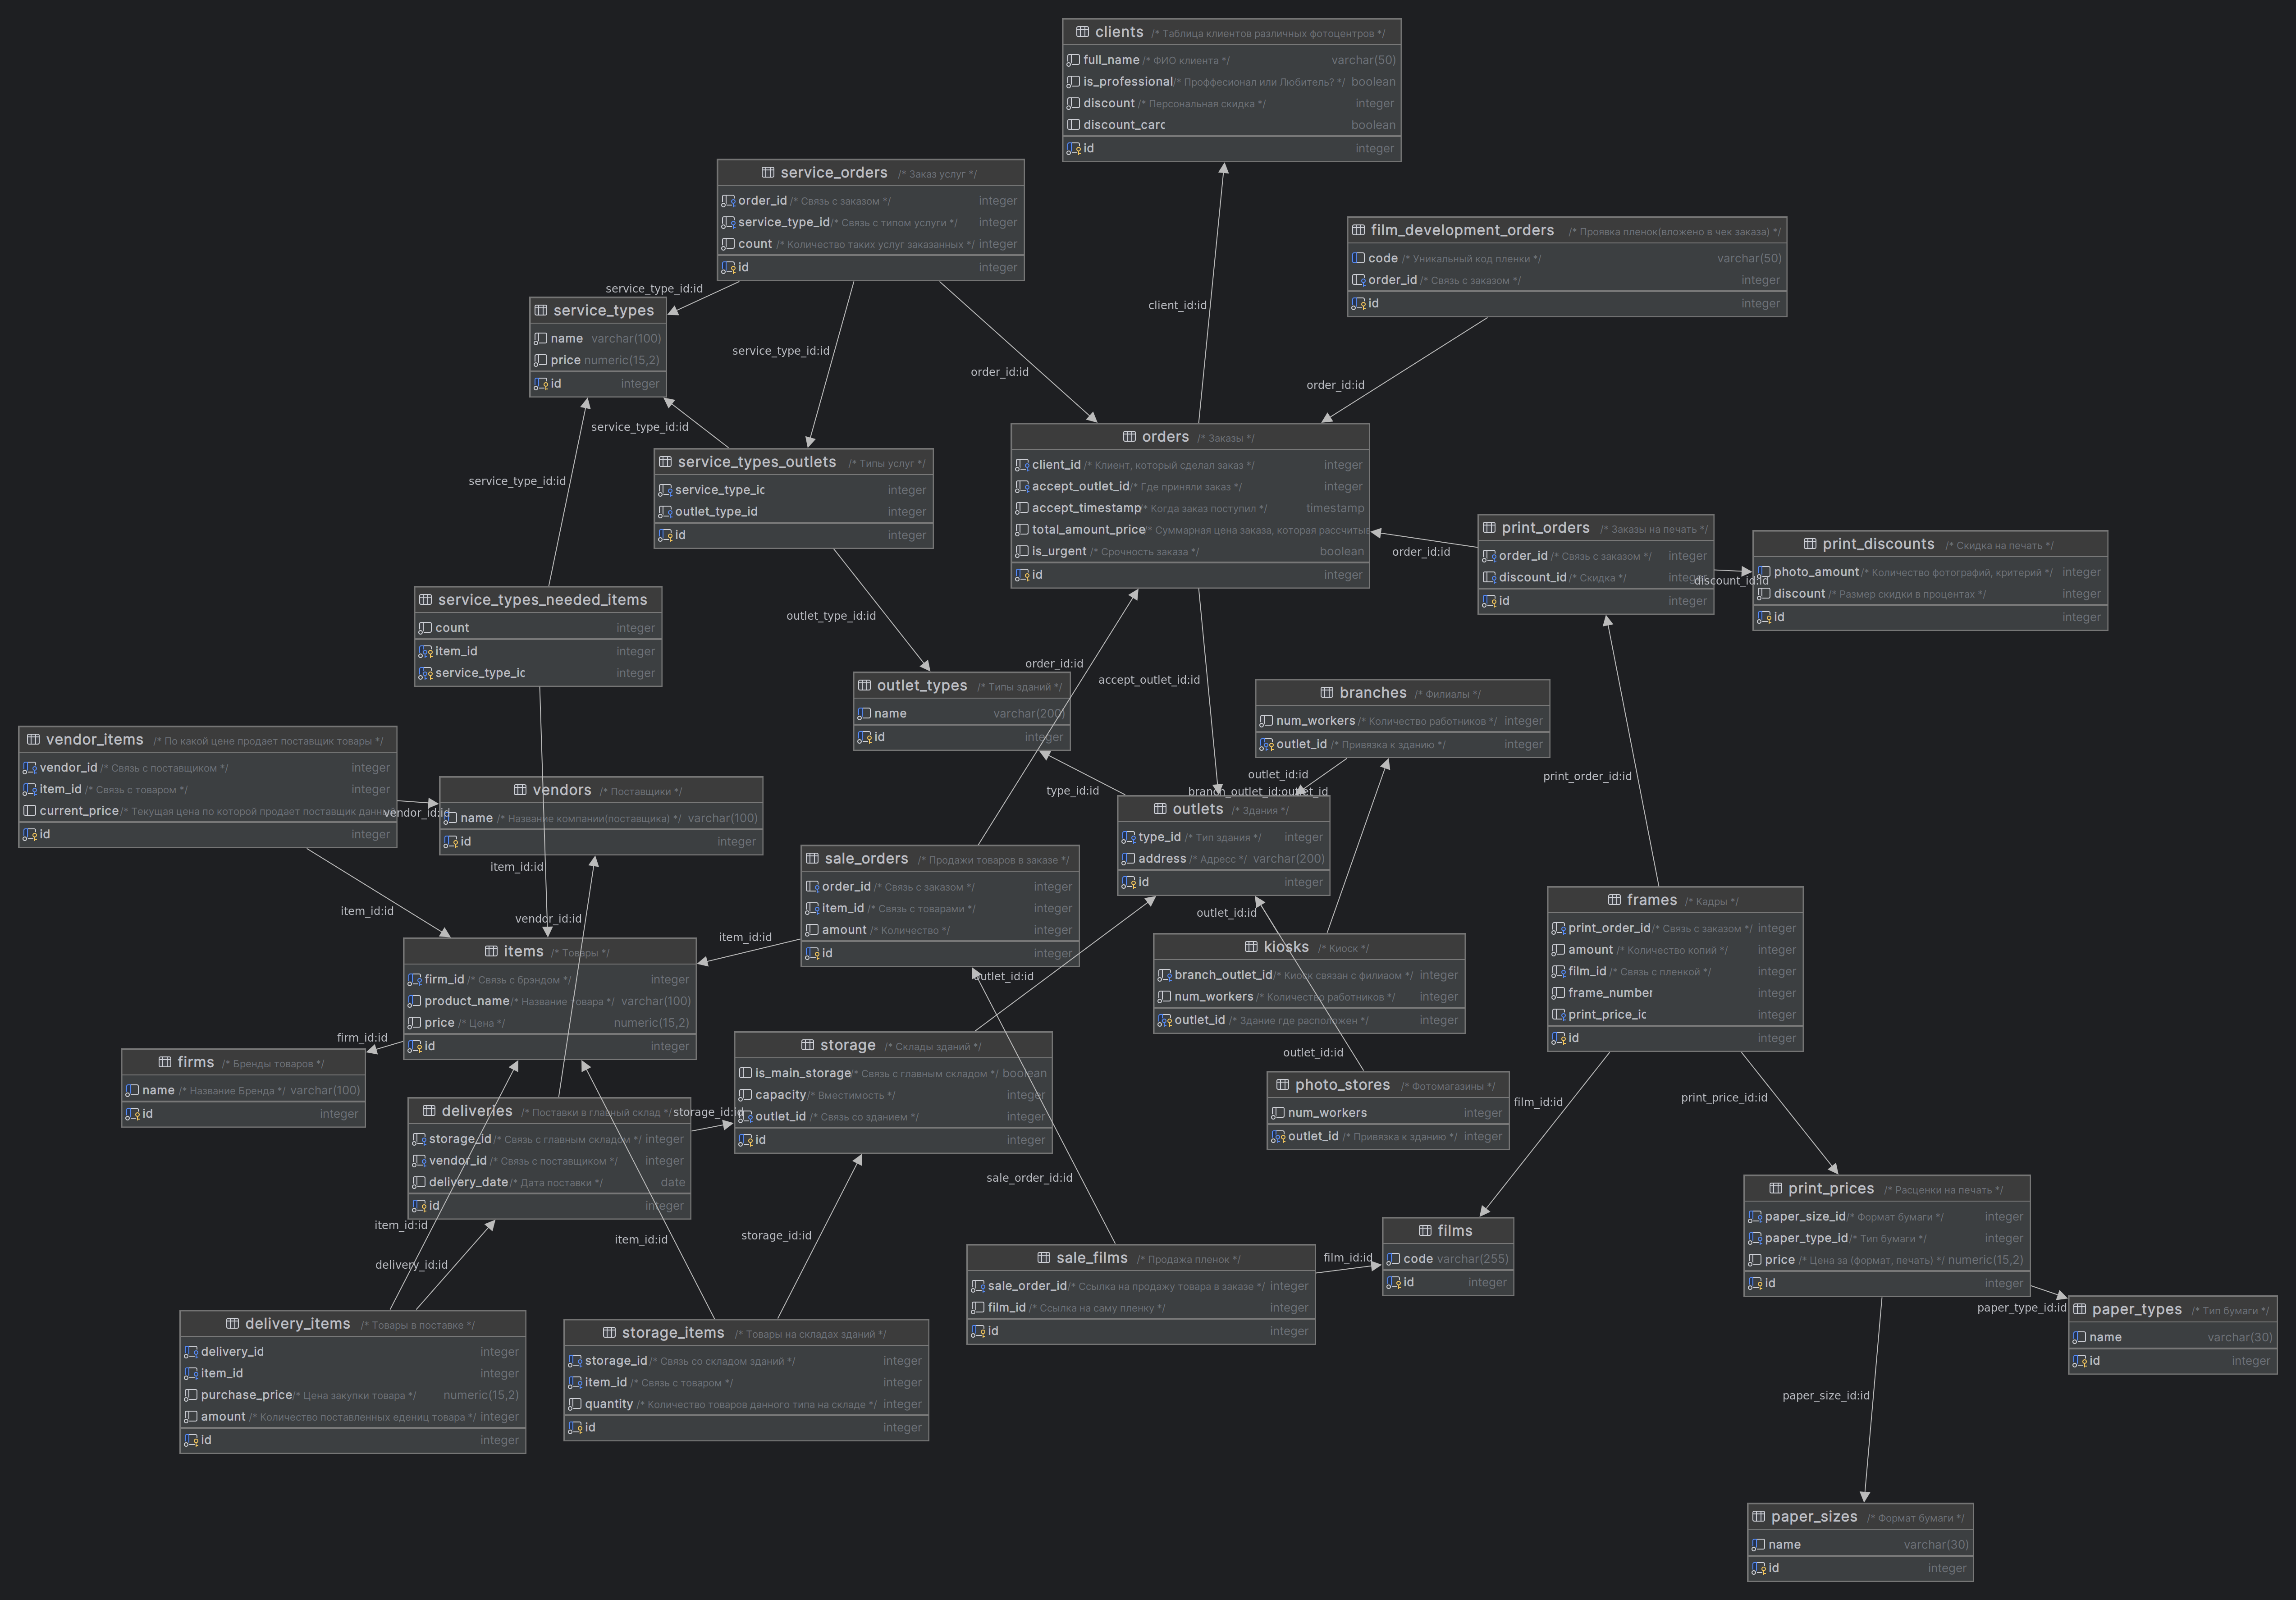 clients /* Таблица клиентов различных фотоцентров */
full_name /* ФИО клиента */ varchar(50)
is_professional /* Проффесионал или Любитель? */ boolean
discount /* Персональная скидка */ integer
discount_card boolean
id integer
service_orders /* Заказ услуг */
order_id /* Связь с заказом */ integer
service_type_id /* Связь с типом услуги */ integer
count /* Количество таких услуг заказанных */ integer
id integer
film_development_orders /* Проявка пленок(вложено в чек заказа) */
code /* Уникальный код пленки */ varchar(50)
order_id /* Связь с заказом */ integer
id integer
service_type_id:id
service_types
name varchar(100)
price numeric(15,2)
id integer
client_id:id
service_type_id:id
order_id:id
order_id:id
service_type_id:id
service_types_outlets /* Типы услуг */
service_type_id integer
outlet_type_id integer
id integer
orders /* Заказы */
client_id /* Клиент, который сделал заказ */ integer
accept_outlet_id /* Где приняли заказ */ integer
accept_timestamp /* Когда заказ поступил */ timestamp
total_amount_price /* Суммарная цена заказа, которая рассчитыв
is_urgent /* Срочность заказа */ boolean
id integer
service_type_id:id
order_id:id
print_orders /* Заказы на печать */
order_id /* Связь с заказом */ integer
discount_id /* Скидка */ integer
id integer
discount_id:id
print_discounts /* Скидка на печать */
photo_amount /* Количество фотографий, критерий */ integer
discount /* Размер скидки в процентах */ integer
id integer
service_types_needed_items
count integer
item_id integer
service_type_id integer
outlet_type_id:id
order_id:id
accept_outlet_id:id
outlet_types /* Типы зданий */
name varchar(200)
id integer
branches /* Филиалы */
num_workers /* Количество работников */ integer
outlet_id /* Привязка к зданию */ integer
vendor_items /* По какой цене продает поставщик товары */
vendor_id /* Связь с поставщиком */ integer
item_id /* Связь с товаром */ integer
current_price /* Текущая цена по которой продает поставщик данн
id integer
vendor_id:id
vendors /* Поставщики */
name /* Название компании(поставщика) */ varchar(100)
id integer
type_id:id
outlet_id:id
branch_outlet_id:outlet_id
print_order_id:id
outlets /* Здания */
type_id /* Тип здания */ integer
address /* Адресс */ varchar(200)
id integer
item_id:id
item_id:id
vendor_id:id
item_id:id
sale_orders /* Продажи товаров в заказе */
order_id /* Связь с заказом */ integer
item_id /* Связь с товарами */ integer
amount /* Количество */ integer
id integer
outlet_id:id
outlet_id:id
frames /* Кадры */
print_order_id /* Связь с заказом */ integer
amount /* Количество копий */ integer
film_id /* Связь с пленкой */ integer
frame_number integer
print_price_id integer
id integer
items /* Товары */
firm_id /* Связь с брэндом */ integer
product_name /* Название товара */ varchar(100)
price /* Цена */ numeric(15,2)
id integer
kiosks /* Киоск */
branch_outlet_id /* Киоск связан с филиаом */ integer
num_workers /* Количество работников */ integer
outlet_id /* Здание где расположен */ integer
firm_id:id
firms /* Бренды товаров */
name /* Название Бренда */ varchar(100)
id integer
storage /* Склады зданий */
is_main_storage /* Связь с главным складом */ boolean
capacity /* Вместимость */ integer
outlet_id /* Связь со зданием */ integer
id integer
outlet_id:id
photo_stores /* Фотомагазины */
num_workers integer
outlet_id /* Привязка к зданию */ integer
deliveries /* Поставки в главный склад */
storage_id /* Связь с главным складом */ integer
vendor_id /* Связь с поставщиком */ integer
delivery_date /* Дата поставки */ date
id integer
storage_id:id
film_id:id
print_price_id:id
sale_order_id:id
print_prices /* Расценки на печать */
paper_size_id /* Формат бумаги */ integer
paper_type_id /* Тип бумаги */ integer
price /* Цена за (формат, печать) */ numeric(15,2)
id integer
item_id:id
item_id:id
storage_id:id
delivery_id:id
films
code varchar(255)
id integer
sale_films /* Продажа пленок */
sale_order_id /* Ссылка на продажу товара в заказе */ integer
film_id /* Ссылка на саму пленку */ integer
id integer
film_id:id
paper_type_id:id
paper_types /* Тип бумаги */
name varchar(30)
id integer
delivery_items /* Товары в поставке */
delivery_id integer
item_id integer
purchase_price /* Цена закупки товара */ numeric(15,2)
amount /* Количество поставленных едениц товара */ integer
id integer
storage_items /* Товары на складах зданий */
storage_id /* Связь со складом зданий */ integer
item_id /* Связь с товаром */ integer
quantity /* Количество товаров данного типа на складе */ integer
id integer
paper_size_id:id
paper_sizes /* Формат бумаги */
name varchar(30)
id integer